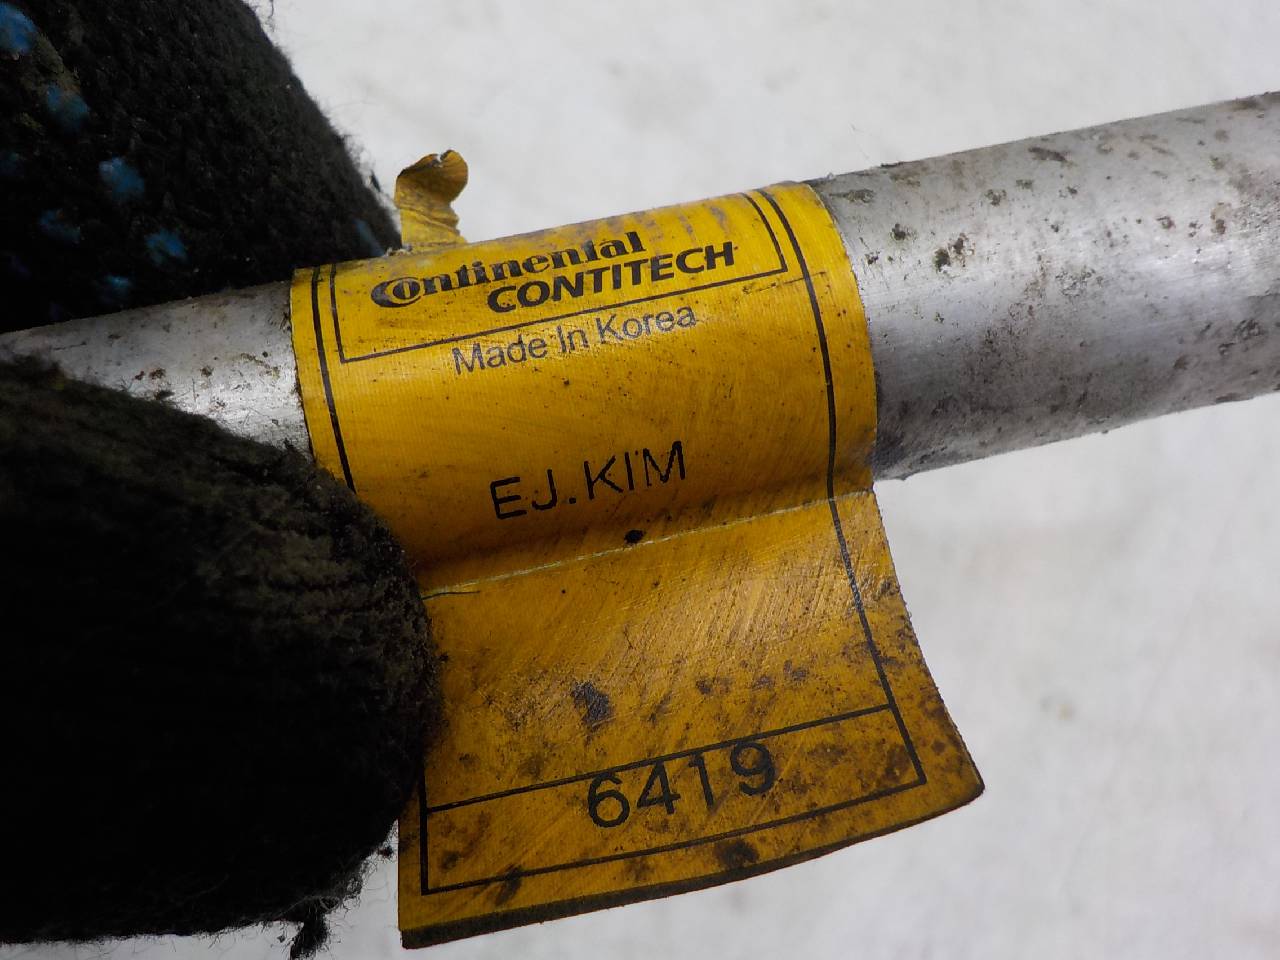 Continental
CONTITECH
Made In Korea
EJ.KIM
6419